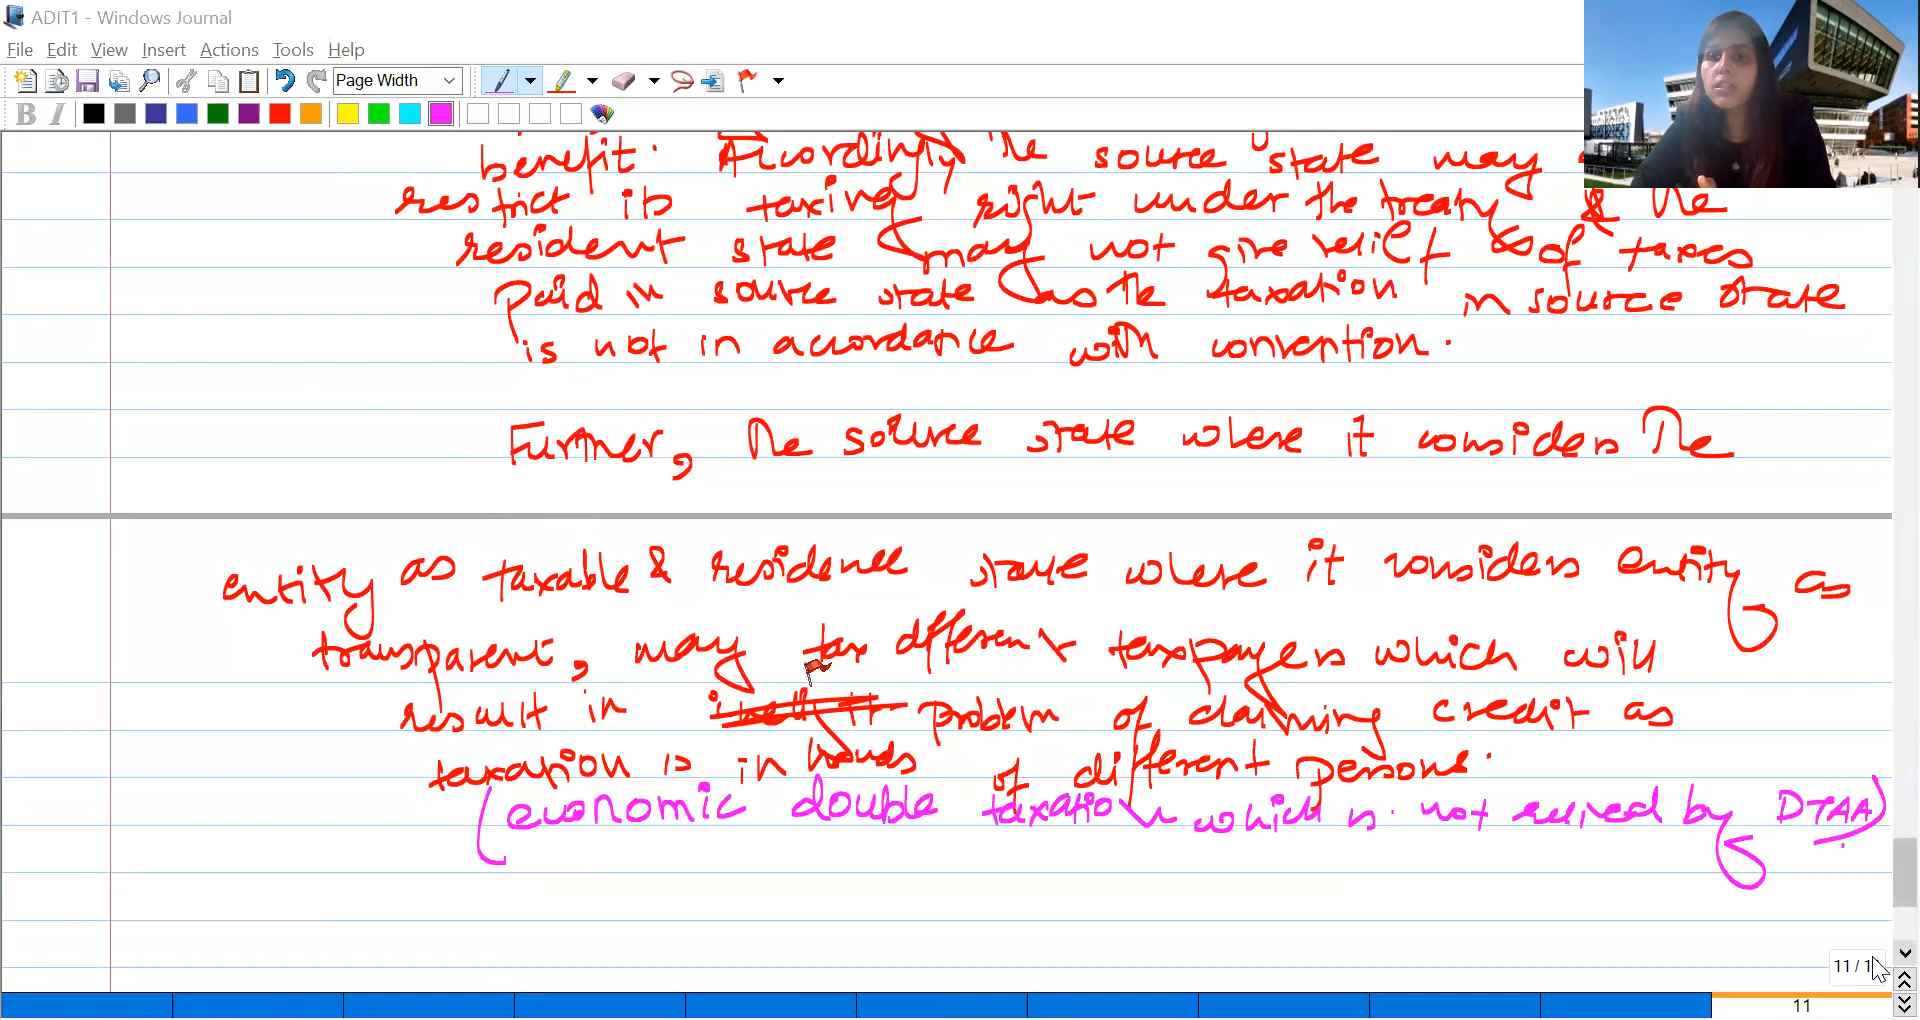 ADIT1 - Windows Journal
File Edit View Insert Actions Tools Help
Page Width
B I
benefit. Accordingly the source state may
restrict its taxing right under the treaty & the
resident state may not give relief of taxes
paid in source state as the taxation in source state
is not in accordance with convention.
Further, the source state where it considers the
entity as taxable & residence state where it considers entity as
transparent, may tax different taxpayers which will
result in problem of claiming credit as
taxation is in hands of different persons.
(economic double taxation which is not relieved by DTAA)
11 / 1
11